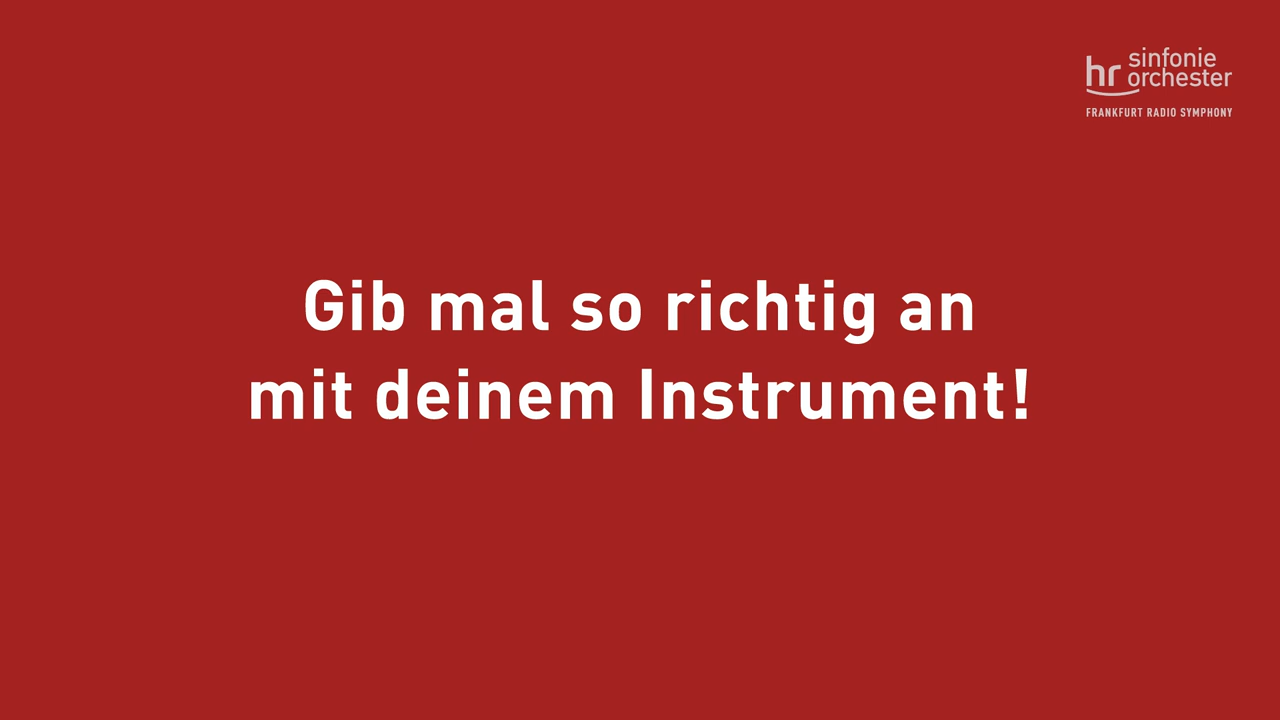 hr sinfonie
orchester
FRANKFURT RADIO SYMPHONY
Gib mal so richtig an
mit deinem Instrument!